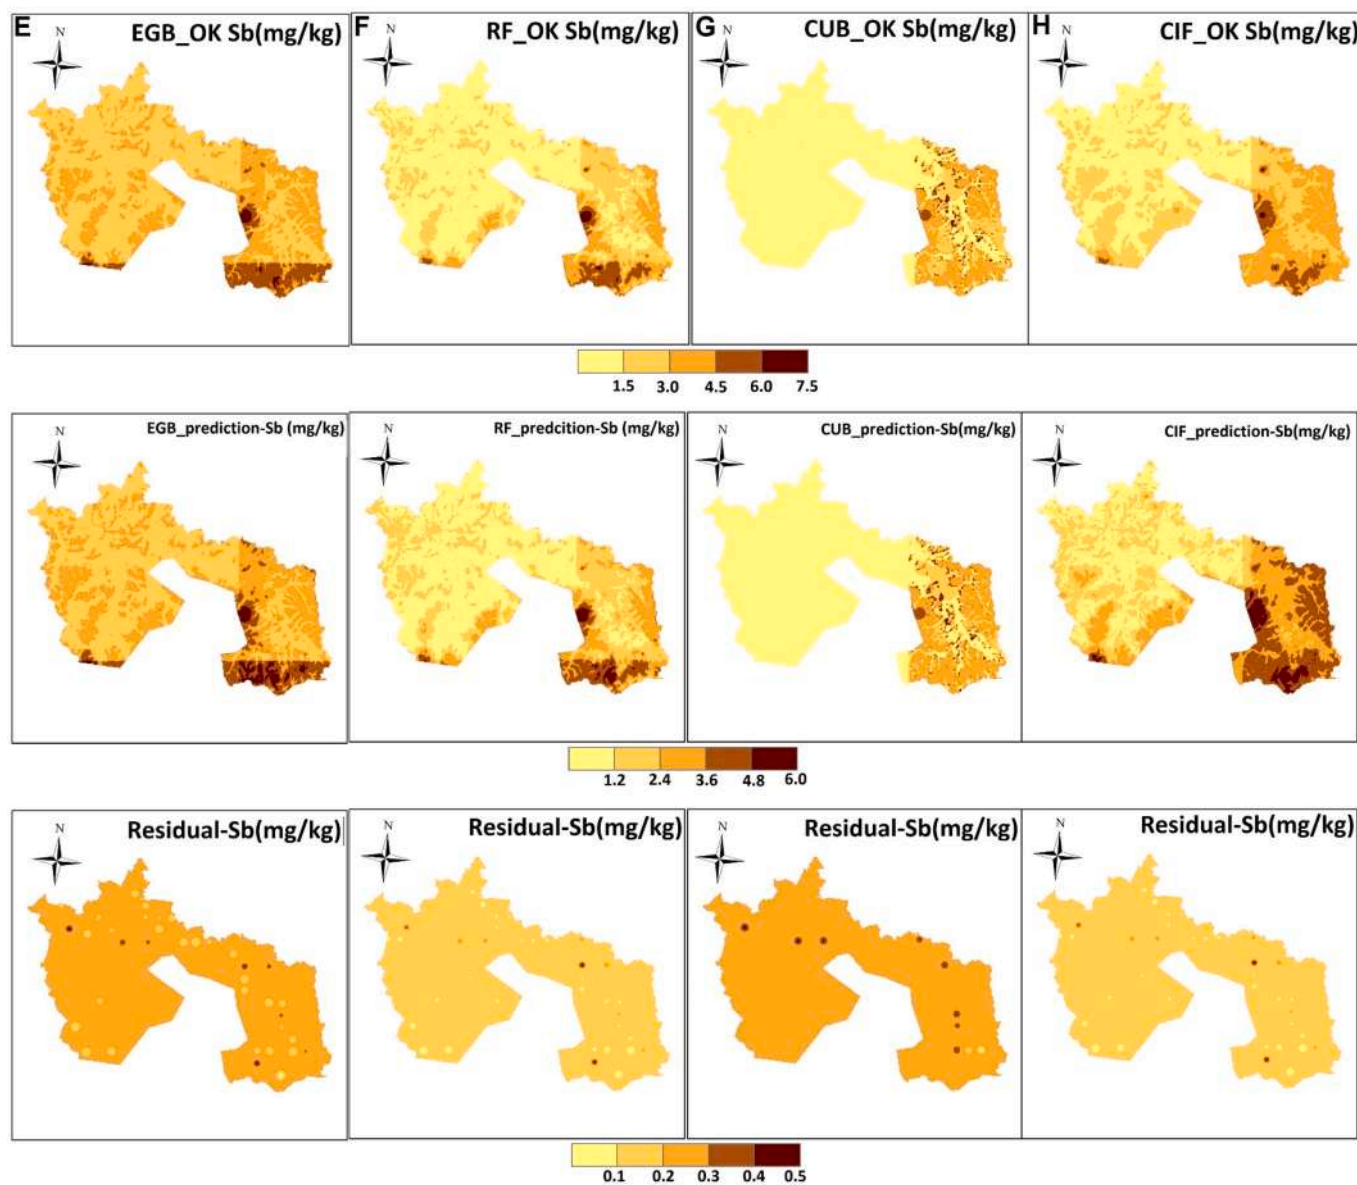 E N EGB_OK Sb(mg/kg) F N RF_OK Sb(mg/kg) G N CUB_OK Sb(mg/kg) H N CIF_OK Sb(mg/kg)
1.5 3.0 4.5 6.0 7.5
N EGB_prediction-Sb (mg/kg) N RF_predcition-Sb (mg/kg) N CUB_prediction-Sb(mg/kg) N CIF_prediction-Sb(mg/kg)
1.2 2.4 3.6 4.8 6.0
N Residual-Sb(mg/kg) N Residual-Sb(mg/kg) N Residual-Sb(mg/kg) N Residual-Sb(mg/kg)
0.1 0.2 0.3 0.4 0.5